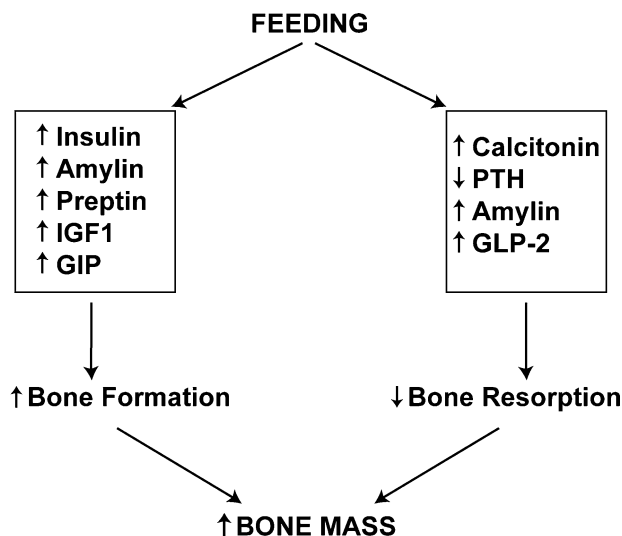 FEEDING
↑ Insulin
↑ Amylin
↑ Preptin
↑ IGF1
↑ GIP
↑ Calcitonin
↓ PTH
↑ Amylin
↑ GLP-2
↑ Bone Formation
↓ Bone Resorption
↑ BONE MASS